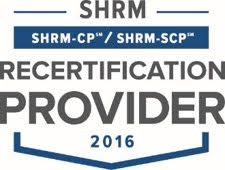 SHRM
SHRM-CP℠ / SHRM-SCP℠
RECERTIFICATION
PROVIDER
2016